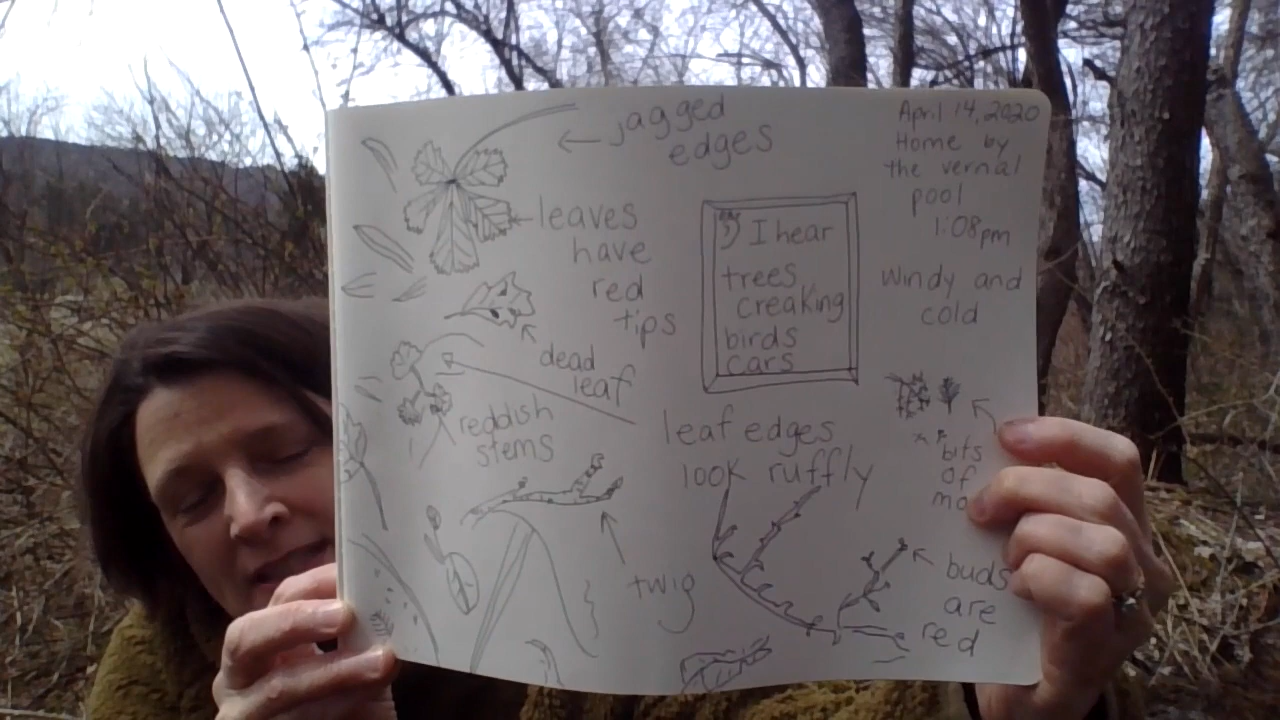 jagged
edges
April 14, 2020
Home by
the vernal
pool
1:08pm
windy and
cold
leaves
have
red
tips
I hear
trees
creaking
birds
cars
dead
leaf
reddish
stems
leaf edges
look ruffly
bits
of
twig
buds
are
red